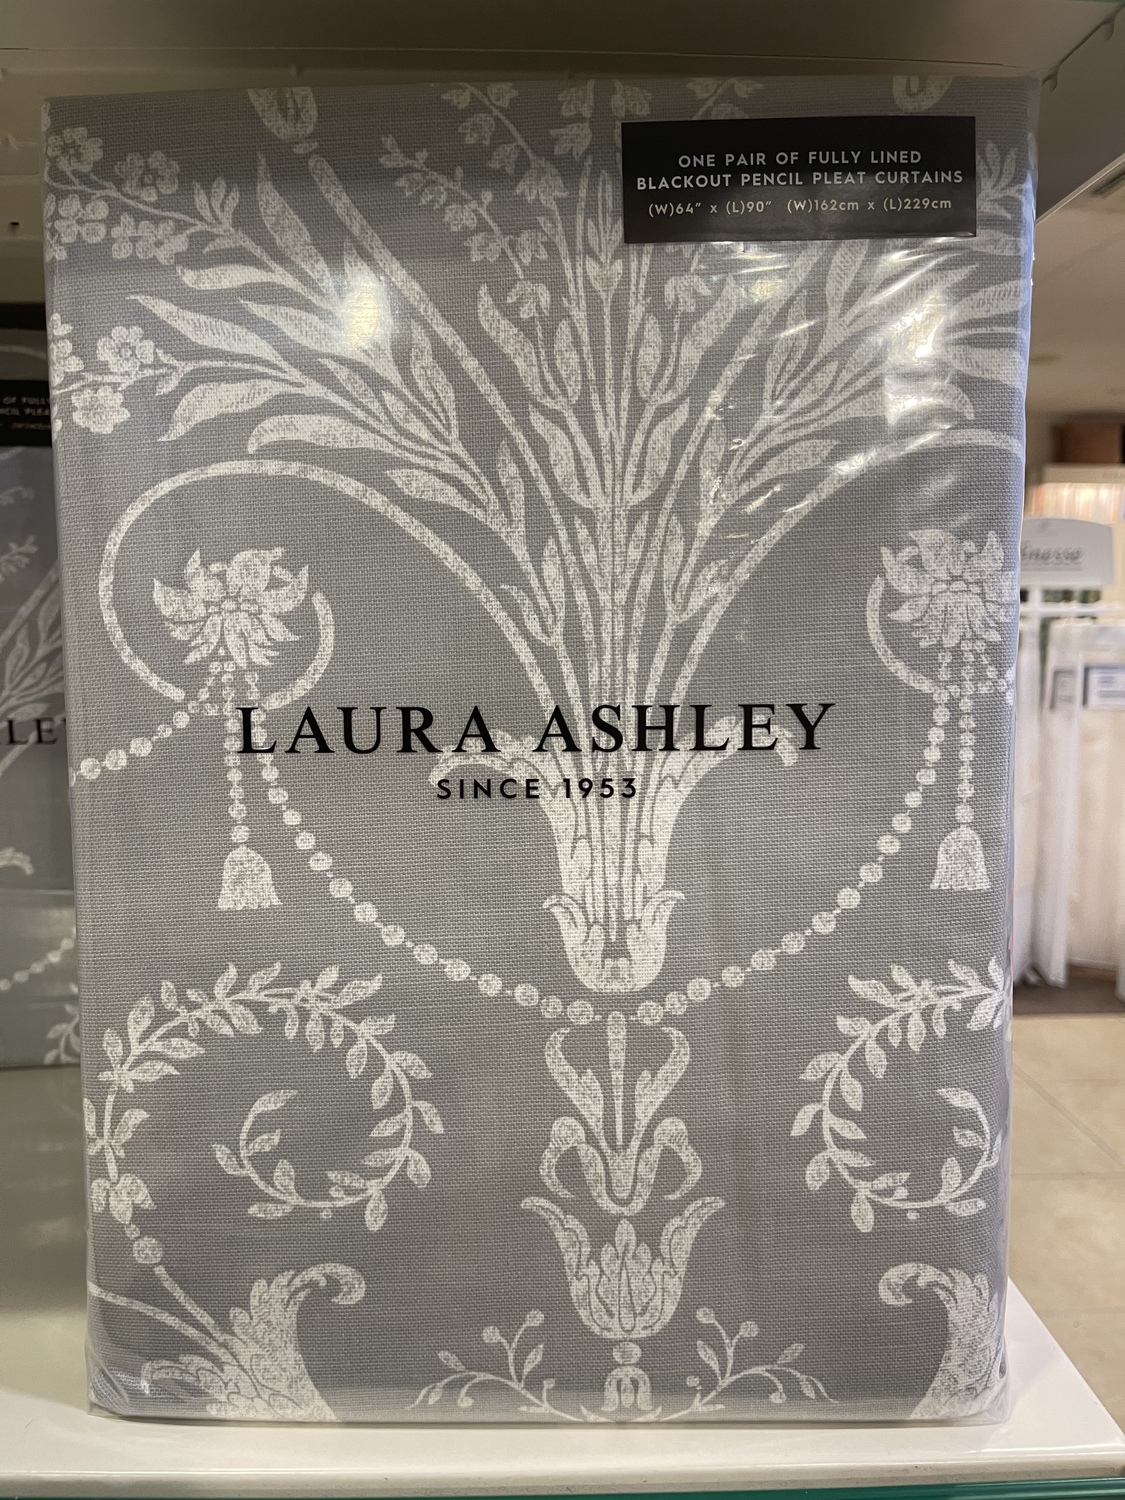 ONE PAIR OF FULLY LINED
BLACKOUT PENCIL PLEAT CURTAINS
(W)64" x (L)90" (W)162cm x (L)229cm
LAURA ASHLEY
SINCE 1953